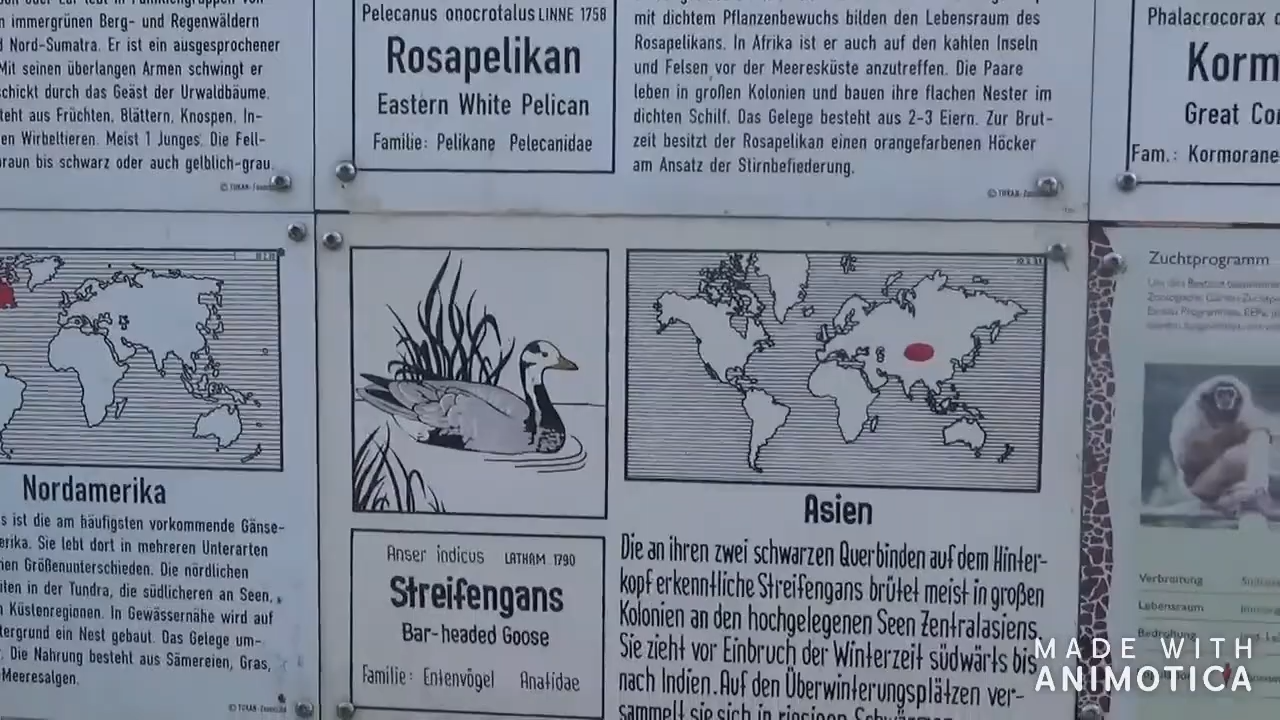 immergrünen Berg- und Regenwäldern
Nord-Sumatra. Er ist ein ausgesprochener
Mit seinen überlangen Armen schwingt er
schickt durch das Geäst der Urwaldbäume.
steht aus Früchten, Blättern, Knospen, In-
en Wirbeltieren. Meist 1 Junges. Die Fell-
braun bis schwarz oder auch gelblich-grau.
Pelecanus onocrotalus LINNE 1758
Rosapelikan
Eastern White Pelican
Familie: Pelikane Pelecanidae
mit dichtem Pflanzenbewuchs bilden den Lebensraum des
Rosapelikans. In Afrika ist er auch auf den kahlen Inseln
und Felsen vor der Meeresküste anzutreffen. Die Paare
leben in großen Kolonien und bauen ihre flachen Nester im
dichten Schilf. Das Gelege besteht aus 2-3 Eiern. Zur Brut-
zeit besitzt der Rosapelikan einen orangefarbenen Höcker
am Ansatz der Stirnbefiederung.
Phalacrocorax
Korm
Great Co
Fam.: Kormorane
Nordamerika
s ist die am häufigsten vorkommende Gänse-
erika. Sie lebt dort in mehreren Unterarten
hen Größenunterschieden. Die nördlichen
ten in der Tundra, die südlicheren an Seen,
Küstenregionen. In Gewässernähe wird auf
tergrund ein Nest gebaut. Das Gelege um-
Die Nahrung besteht aus Sämereien, Gras,
Meeresalgen.
Anser indicus LATHAM 1790
Streifengans
Bar-headed Goose
Familie: Entenvögel Anatidae
Asien
Die an ihren zwei schwarzen Querbinden auf dem Hinter-
kopf erkenntliche Streifengans brütet meist in großen
Kolonien an den hochgelegenen Seen Zentralasiens.
Sie zieht vor Einbruch der Winterzeit südwärts bis
nach Indien. Auf den Überwinterungsplätzen ver-
sammelt sie sich in riesigen
Zuchtprogramm
Verbreitung
Lebensraum
Bedrohung
MADE WITH
ANIMOTICA